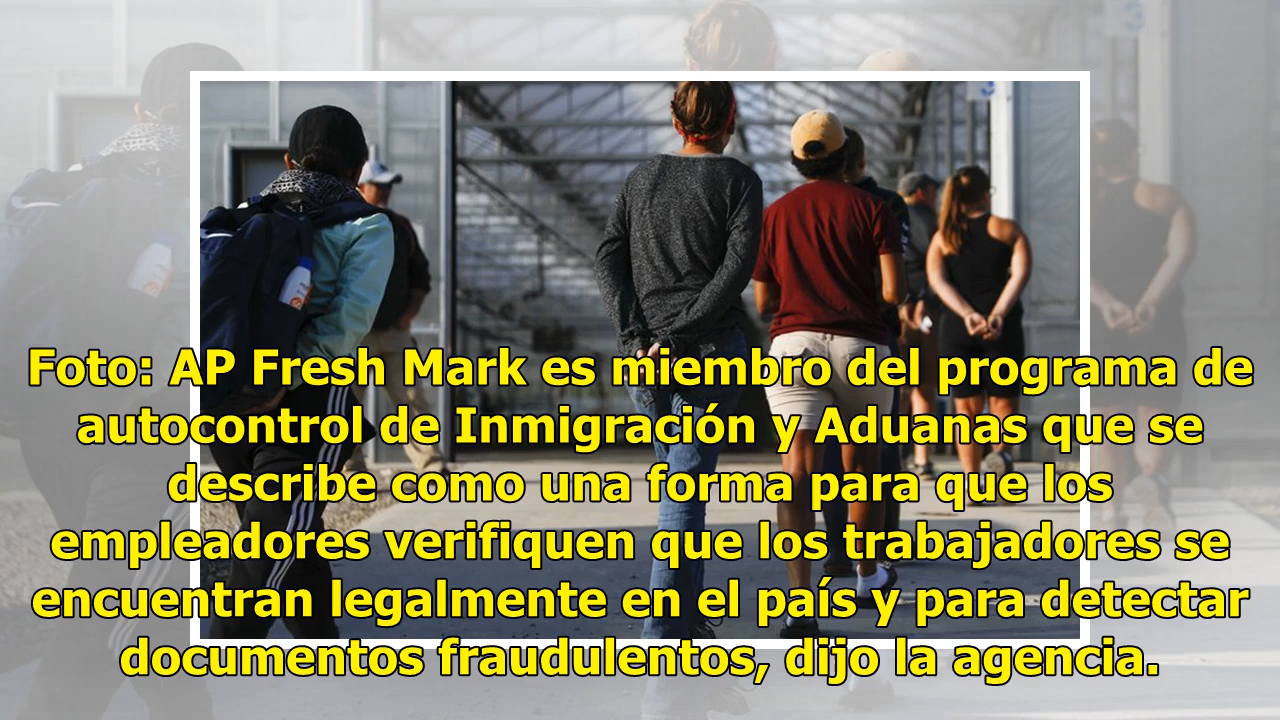 Foto: AP Fresh Mark es miembro del programa de
autocontrol de Inmigración y Aduanas que se
describe como una forma para que los
empleadores verifiquen que los trabajadores se
encuentran legalmente en el país y para detectar
documentos fraudulentos, dijo la agencia.
3
3